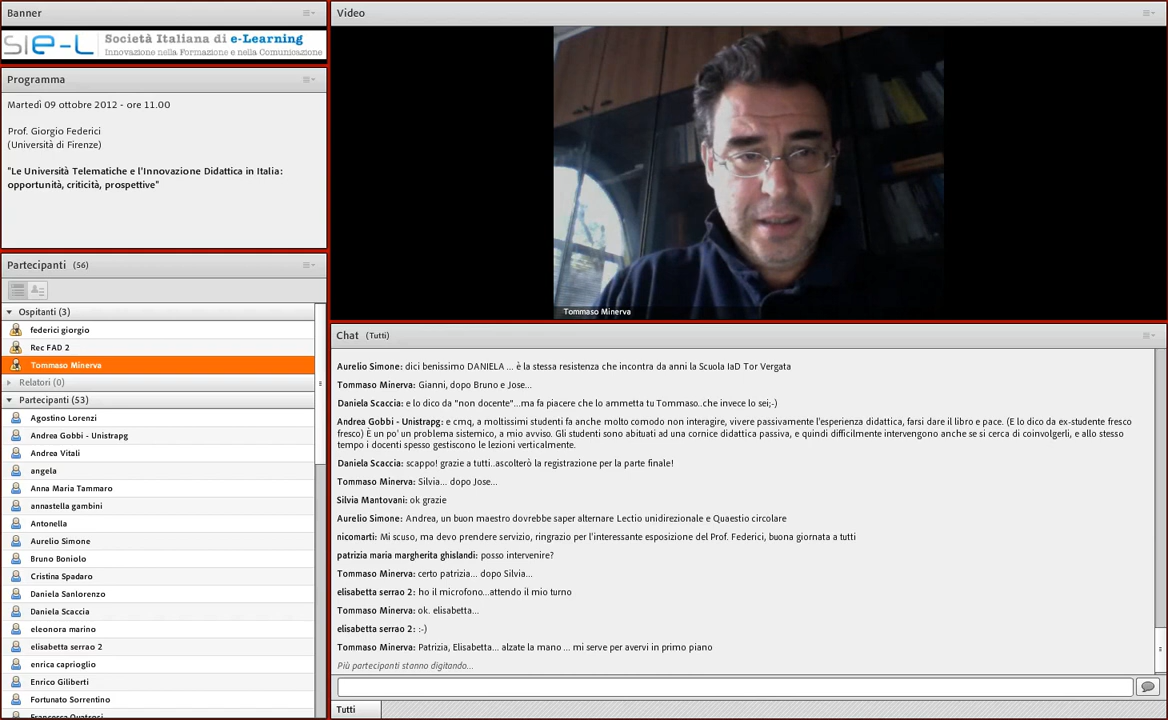 Banner
SIe-L Società Italiana di e-Learning
Innovazione nella Formazione e nella Comunicazione
Programma
Martedì 09 ottobre 2012 - ore 11.00
Prof. Giorgio Federici
(Università di Firenze)
"Le Università Telematiche e l'Innovazione Didattica in Italia:
opportunità, criticità, prospettive"
Partecipanti (56)
Ospitanti (3)
federici giorgio
Rec FAD 2
Tommaso Minerva
Relatori (0)
Partecipanti (53)
Agostino Lorenzi
Andrea Gobbi - Unistrapg
Andrea Vitali
angela
Anna Maria Tammaro
annastella gambini
Antonella
Aurelio Simone
Bruno Boniolo
Cristina Spadaro
Daniela Sanlorenzo
Daniela Scaccia
eleonora marino
elisabetta serrao 2
enrica caprioglio
Enrico Giliberti
Fortunato Sorrentino
Video
Tommaso Minerva
Chat (Tutti)
Aurelio Simone: dici benissimo DANIELA ... è la stessa resistenza che incontra da anni la Scuola IaD Tor Vergata
Tommaso Minerva: Gianni, dopo Bruno e Jose...
Daniela Scaccia: e lo dico da "non docente"...ma fa piacere che lo ammetta tu Tommaso..che invece lo sei;-)
Andrea Gobbi - Unistrapg: e cmq, a moltissimi studenti fa anche molto comodo non interagire, vivere passivamente l'esperienza didattica, farsi dare il libro e pace. (E lo dico da ex-studente fresco
fresco) È un po' un problema sistemico, a mio avviso. Gli studenti sono abituati ad una cornice didattica passiva, e quindi difficilmente intervengono anche se si cerca di coinvolgerli, e allo stesso
tempo i docenti spesso gestiscono le lezioni verticalmente.
Daniela Scaccia: scappo! grazie a tutti..ascolterò la registrazione per la parte finale!
Tommaso Minerva: Silvia... dopo Jose...
Silvia Mantovani: ok grazie
Aurelio Simone: Andrea, un buon maestro dovrebbe saper alternare Lectio unidirezionale e Quaestio circolare
nicomarti: Mi scuso, ma devo prendere servizio, ringrazio per l'interessante esposizione del Prof. Federici, buona giornata a tutti
patrizia maria margherita ghislandi: posso intervenire?
Tommaso Minerva: certo patrizia... dopo Silvia...
elisabetta serrao 2: ho il microfono...attendo il mio turno
Tommaso Minerva: ok. elisabetta...
elisabetta serrao 2: :-)
Tommaso Minerva: Patrizia, Elisabetta... alzate la mano ... mi serve per avervi in primo piano
Più partecipanti stanno digitando...
Tutti